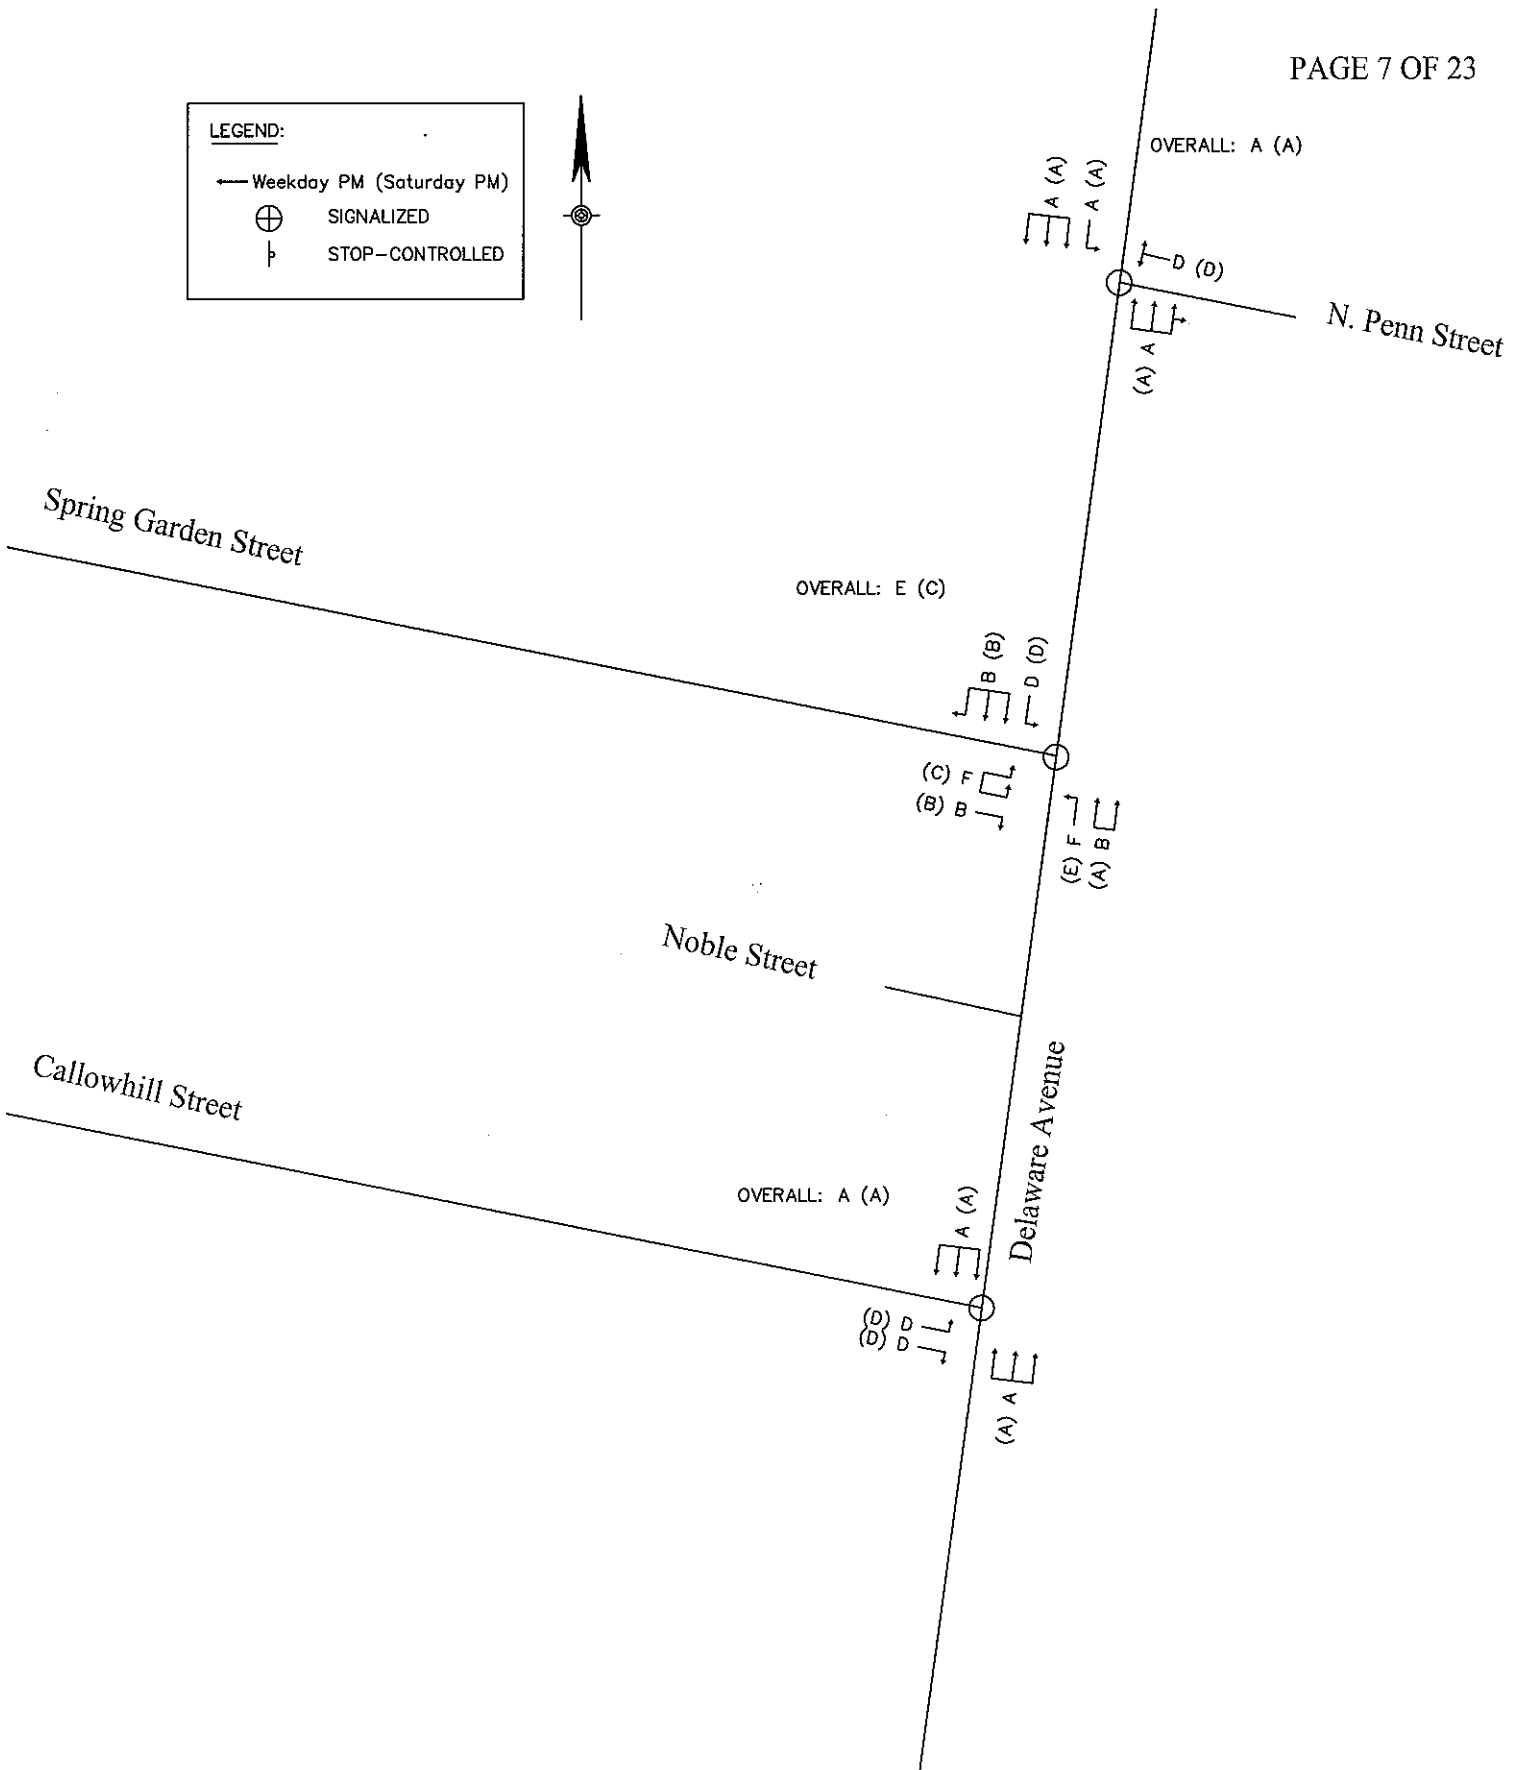 PAGE 7 OF 23
LEGEND:
Weekday PM (Saturday PM)
SIGNALIZED
STOP-CONTROLLED
OVERALL: A (A)
A (A)
A (A)
D (D)
N. Penn Street
(A) A
Spring Garden Street
OVERALL: E (C)
B (B)
D (D)
(C) F
(B) B
(E) F
(A) B
Noble Street
Callowhill Street
Delaware Avenue
OVERALL: A (A)
A (A)
(D) D
(D) D
(A) A